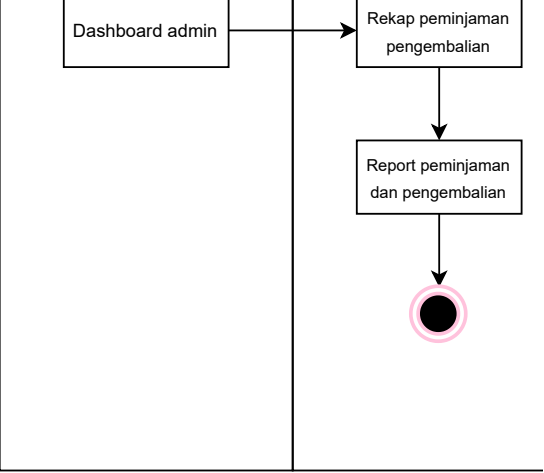 Dashboard admin
Rekap peminjaman
pengembalian
Report peminjaman
dan pengembalian